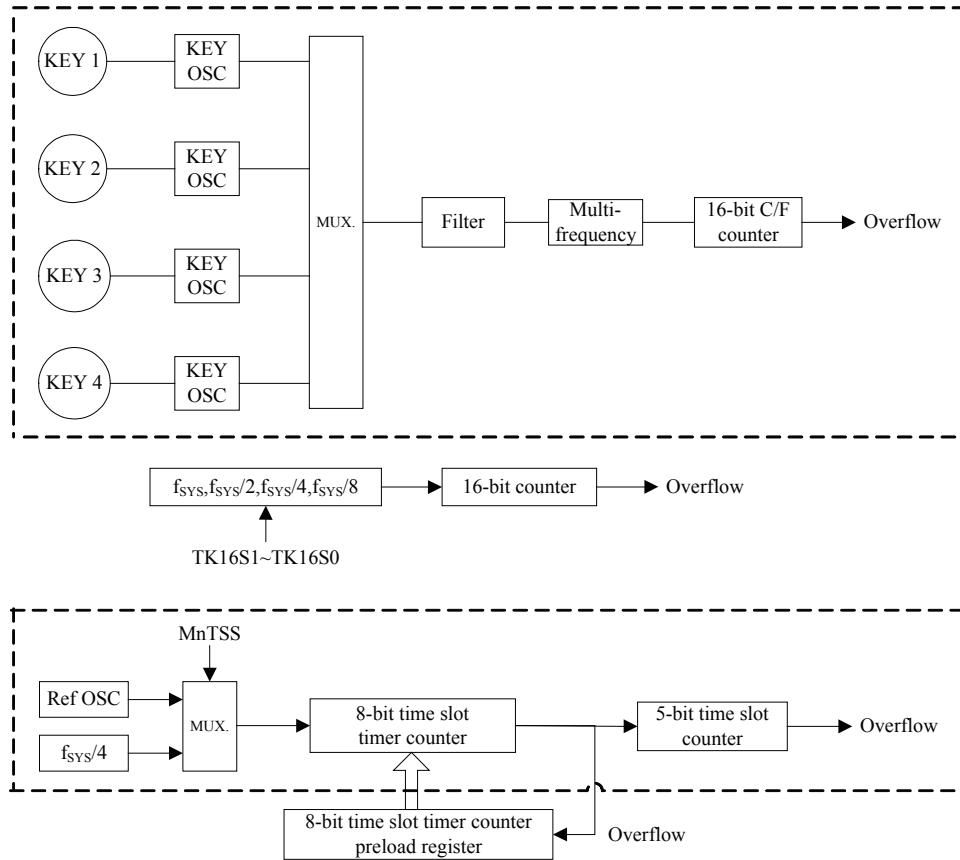 KEY 1
KEY
OSC
KEY 2
KEY
OSC
KEY 3
KEY
OSC
KEY 4
KEY
OSC
MUX.
Filter
Multi-
frequency
16-bit C/F
counter
Overflow
fSYS,fSYS/2,fSYS/4,fSYS/8
16-bit counter
Overflow
TK16S1~TK16S0
MnTSS
Ref OSC
fSYS/4
MUX.
8-bit time slot
timer counter
5-bit time slot
counter
Overflow
8-bit time slot timer counter
preload register
Overflow